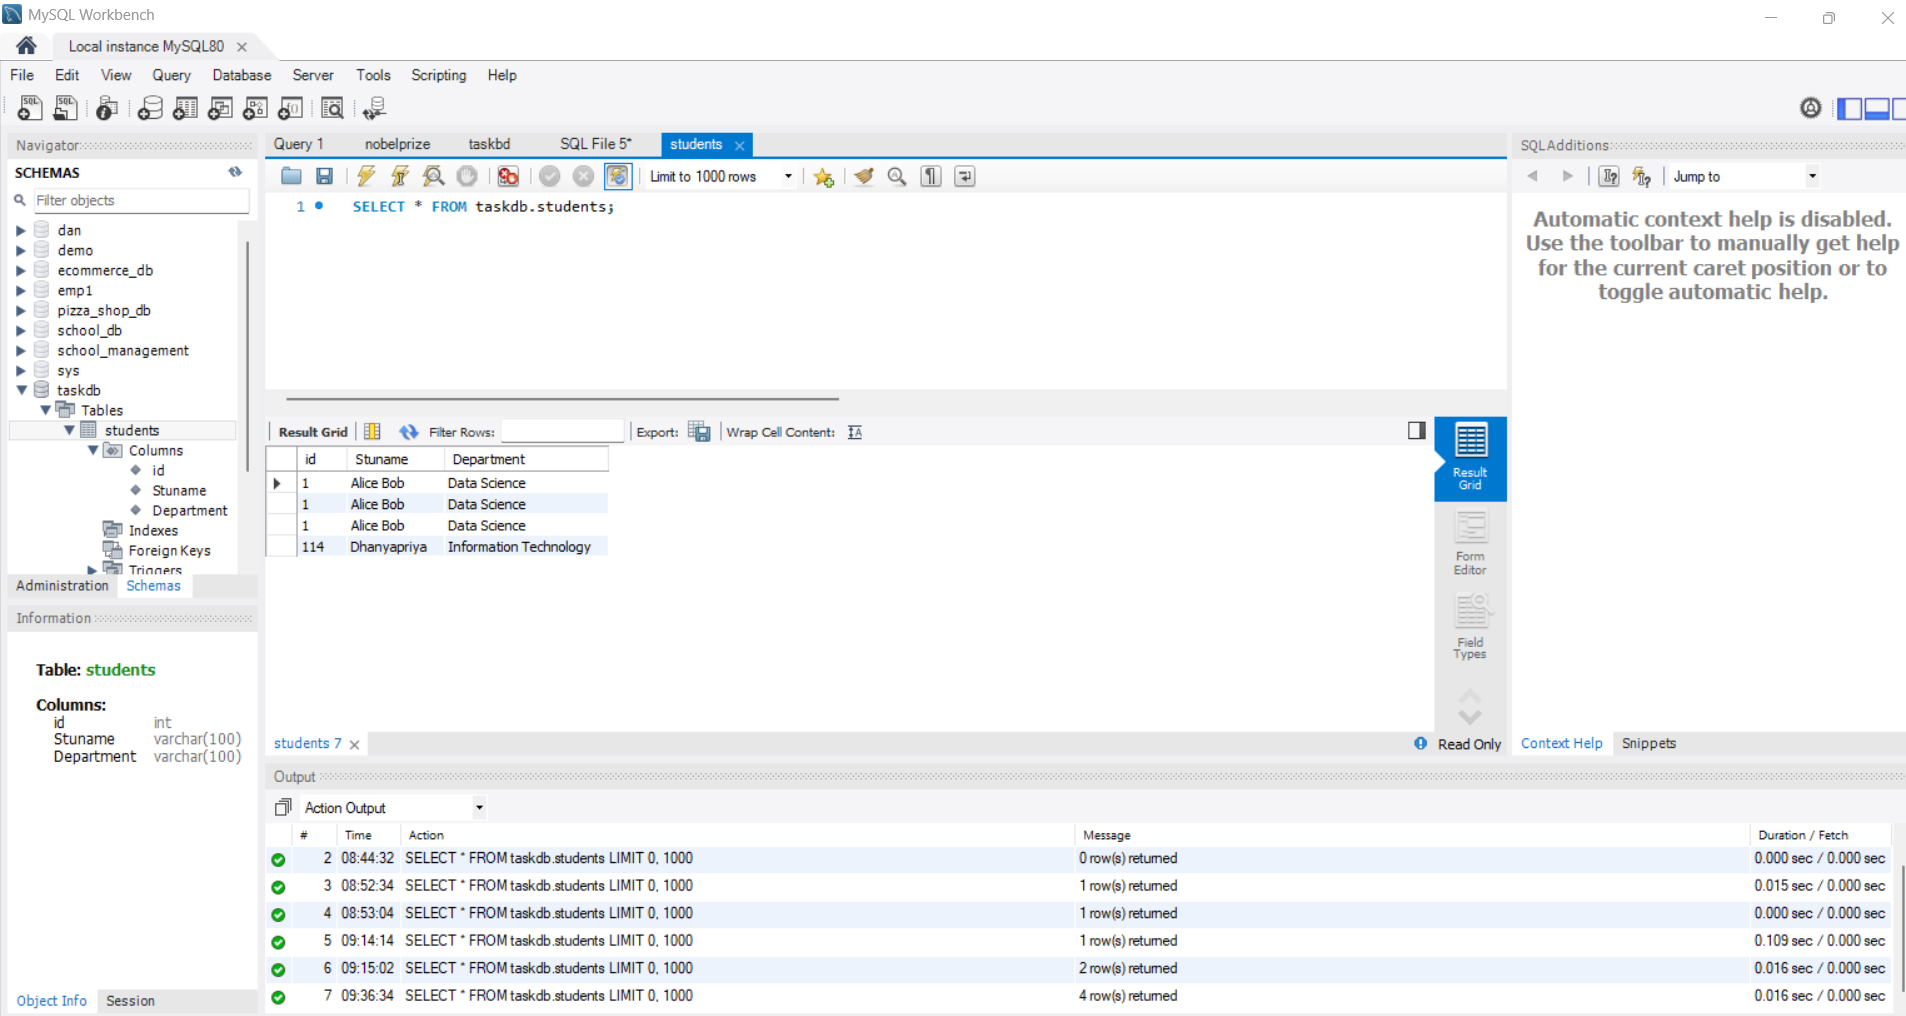 MySQL Workbench
Local instance MySQL80
File Edit View Query Database Server Tools Scripting Help
Navigator
SCHEMAS
Filter objects
dan
demo
ecommerce_db
emp1
pizza_shop_db
school_db
school_management
sys
taskdb
Tables
students
Columns
id
Stuname
Department
Indexes
Foreign Keys
Triggers
Administration Schemas
Information
Table: students
Columns:
id int
Stuname varchar(100)
Department varchar(100)
Object Info Session
Query 1 nobelprize taskbd SQL File 5* students
Limit to 1000 rows
1 SELECT * FROM taskdb.students;
Result Grid Filter Rows: Export: Wrap Cell Content:
id Stuname Department
1 Alice Bob Data Science
1 Alice Bob Data Science
1 Alice Bob Data Science
114 Dhanyapriya Information Technology
Result
Grid
Form
Editor
Field
Types
students 7
Read Only
SQLAdditions
Jump to
Automatic context help is disabled.
Use the toolbar to manually get help
for the current caret position or to
toggle automatic help.
Context Help Snippets
Output
Action Output
# Time Action Message Duration / Fetch
2 08:44:32 SELECT * FROM taskdb.students LIMIT 0, 1000 0 row(s) returned 0.000 sec / 0.000 sec
3 08:52:34 SELECT * FROM taskdb.students LIMIT 0, 1000 1 row(s) returned 0.015 sec / 0.000 sec
4 08:53:04 SELECT * FROM taskdb.students LIMIT 0, 1000 1 row(s) returned 0.000 sec / 0.000 sec
5 09:14:14 SELECT * FROM taskdb.students LIMIT 0, 1000 1 row(s) returned 0.109 sec / 0.000 sec
6 09:15:02 SELECT * FROM taskdb.students LIMIT 0, 1000 2 row(s) returned 0.016 sec / 0.000 sec
7 09:36:34 SELECT * FROM taskdb.students LIMIT 0, 1000 4 row(s) returned 0.016 sec / 0.000 sec